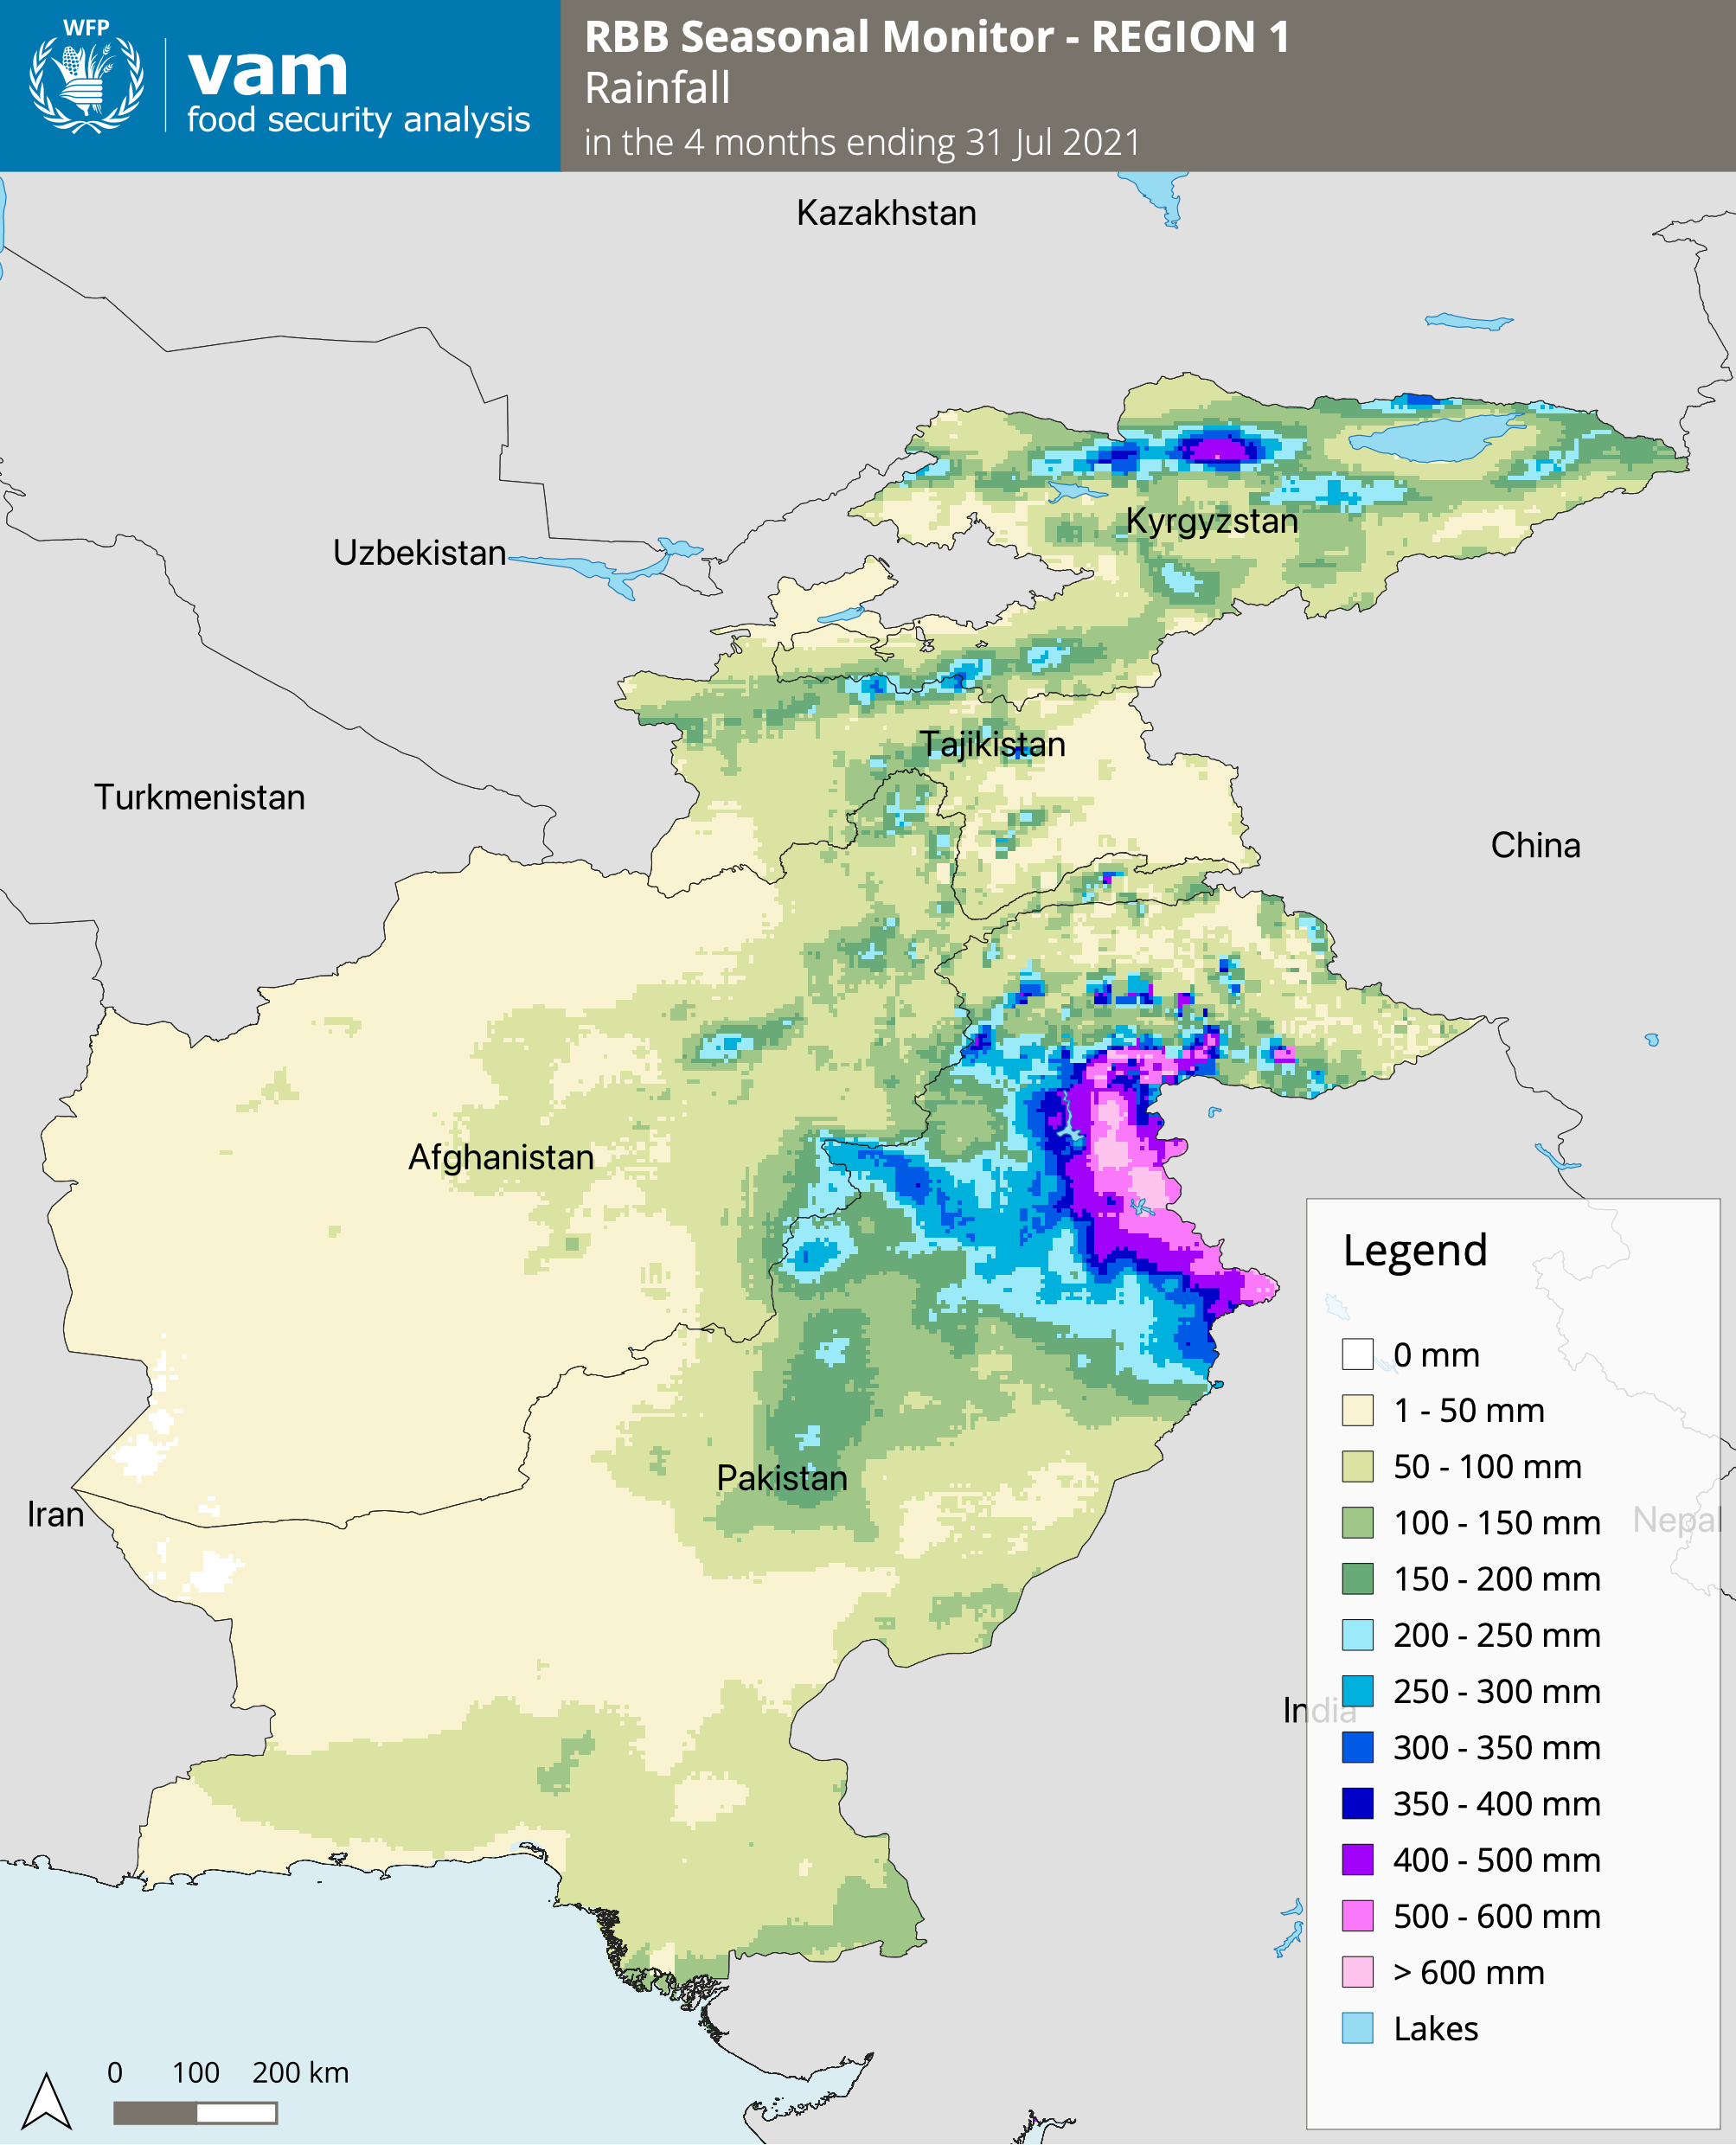 WFP
vam
food security analysis
RBB Seasonal Monitor - REGION 1
Rainfall
in the 4 months ending 31 Jul 2021
Kazakhstan
Kyrgyzstan
Uzbekistan
Tajikistan
Turkmenistan
China
Afghanistan
Pakistan
Iran
Nepal
India
Legend
0 mm
1 - 50 mm
50 - 100 mm
100 - 150 mm
150 - 200 mm
200 - 250 mm
250 - 300 mm
300 - 350 mm
350 - 400 mm
400 - 500 mm
500 - 600 mm
> 600 mm
Lakes
0 100 200 km